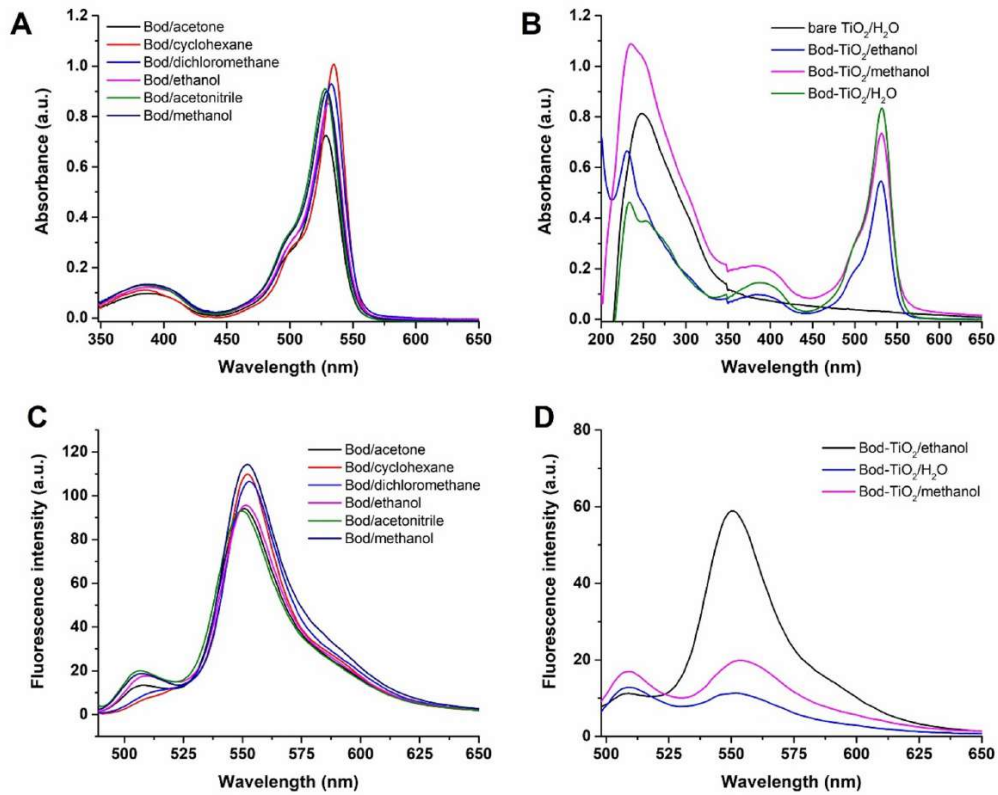 A
Bod/acetone
Bod/cyclohexane
Bod/dichloromethane
Bod/ethanol
Bod/acetonitrile
Bod/methanol
Absorbance (a.u.)
1.2
1.0
0.8
0.6
0.4
0.2
0.0
350 400 450 500 550 600 650
Wavelength (nm)
B
bare TiO₂/H₂O
Bod-TiO₂/ethanol
Bod-TiO₂/methanol
Bod-TiO₂/H₂O
Absorbance (a.u.)
1.2
1.0
0.8
0.6
0.4
0.2
0.0
200 250 300 350 400 450 500 550 600 650
Wavelength (nm)
C
Bod/acetone
Bod/cyclohexane
Bod/dichloromethane
Bod/ethanol
Bod/acetonitrile
Bod/methanol
Fluorescence intensity (a.u.)
120
100
80
60
40
20
0
500 525 550 575 600 625 650
Wavelength (nm)
D
Bod-TiO₂/ethanol
Bod-TiO₂/H₂O
Bod-TiO₂/methanol
Fluorescence intensity (a.u.)
80
60
40
20
0
500 525 550 575 600 625 650
Wavelength (nm)